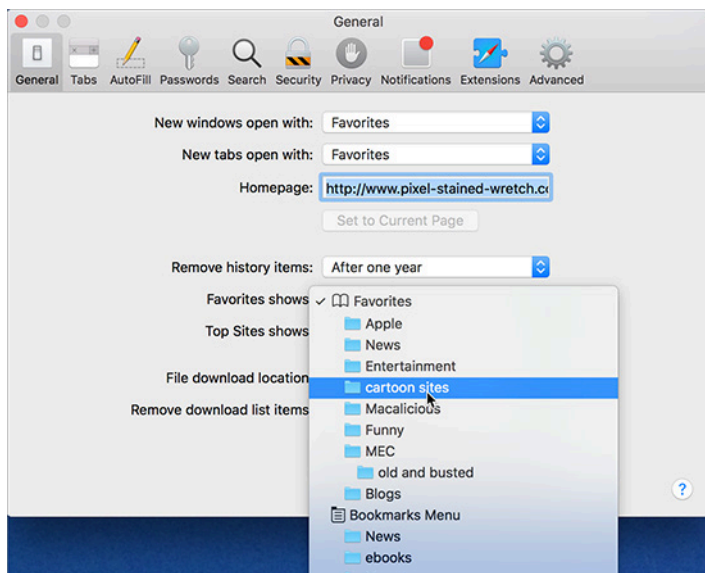 General
General Tabs AutoFill Passwords Search Security Privacy Notifications Extensions Advanced
New windows open with: Favorites
New tabs open with: Favorites
Homepage: http://www.pixel-stained-wretch.c
Set to Current Page
Remove history items: After one year
Favorites shows ✓ Favorites
Apple
Top Sites shows
News
Entertainment
File download location
cartoon sites
Remove download list items
Macalicious
Funny
MEC
old and busted
Blogs
?
Bookmarks Menu
News
ebooks